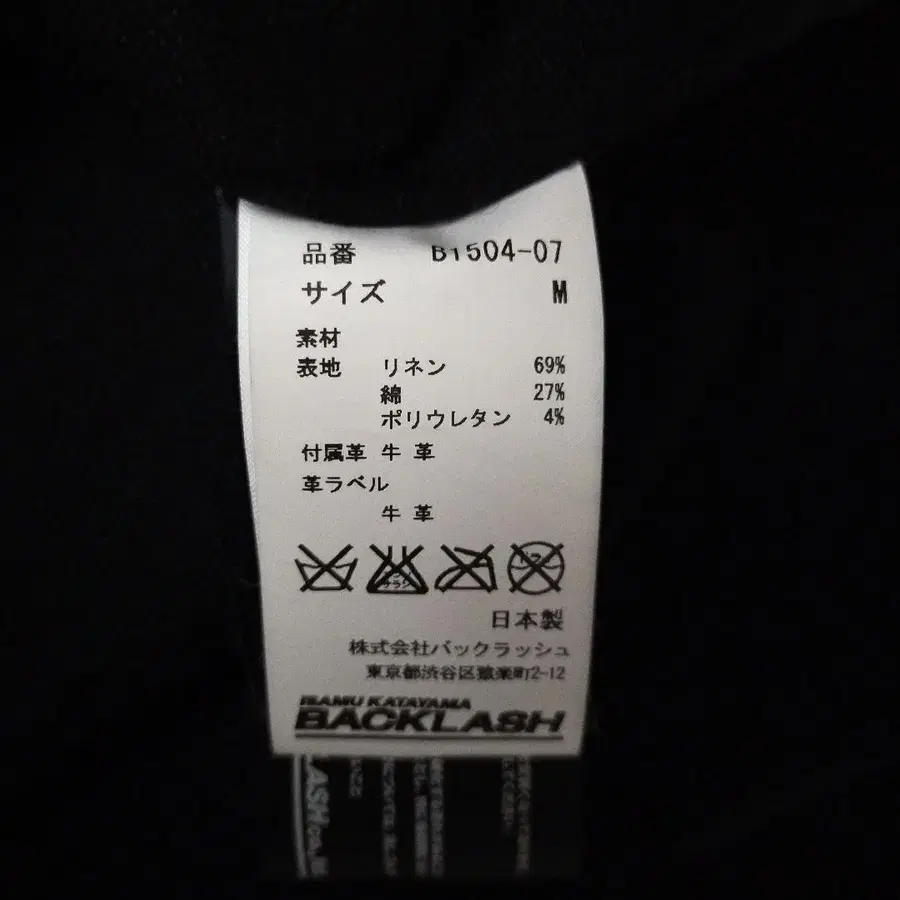 品番 B1504-07
サイズ M
素材
表地 リネン 69%
綿 27%
ポリウレタン 4%
付属革 牛革
革ラベル
牛革
日本製
株式会社バックラッシュ
東京都渋谷区猿楽町2-12
ISAMU KATAYAMA
BACKLASH